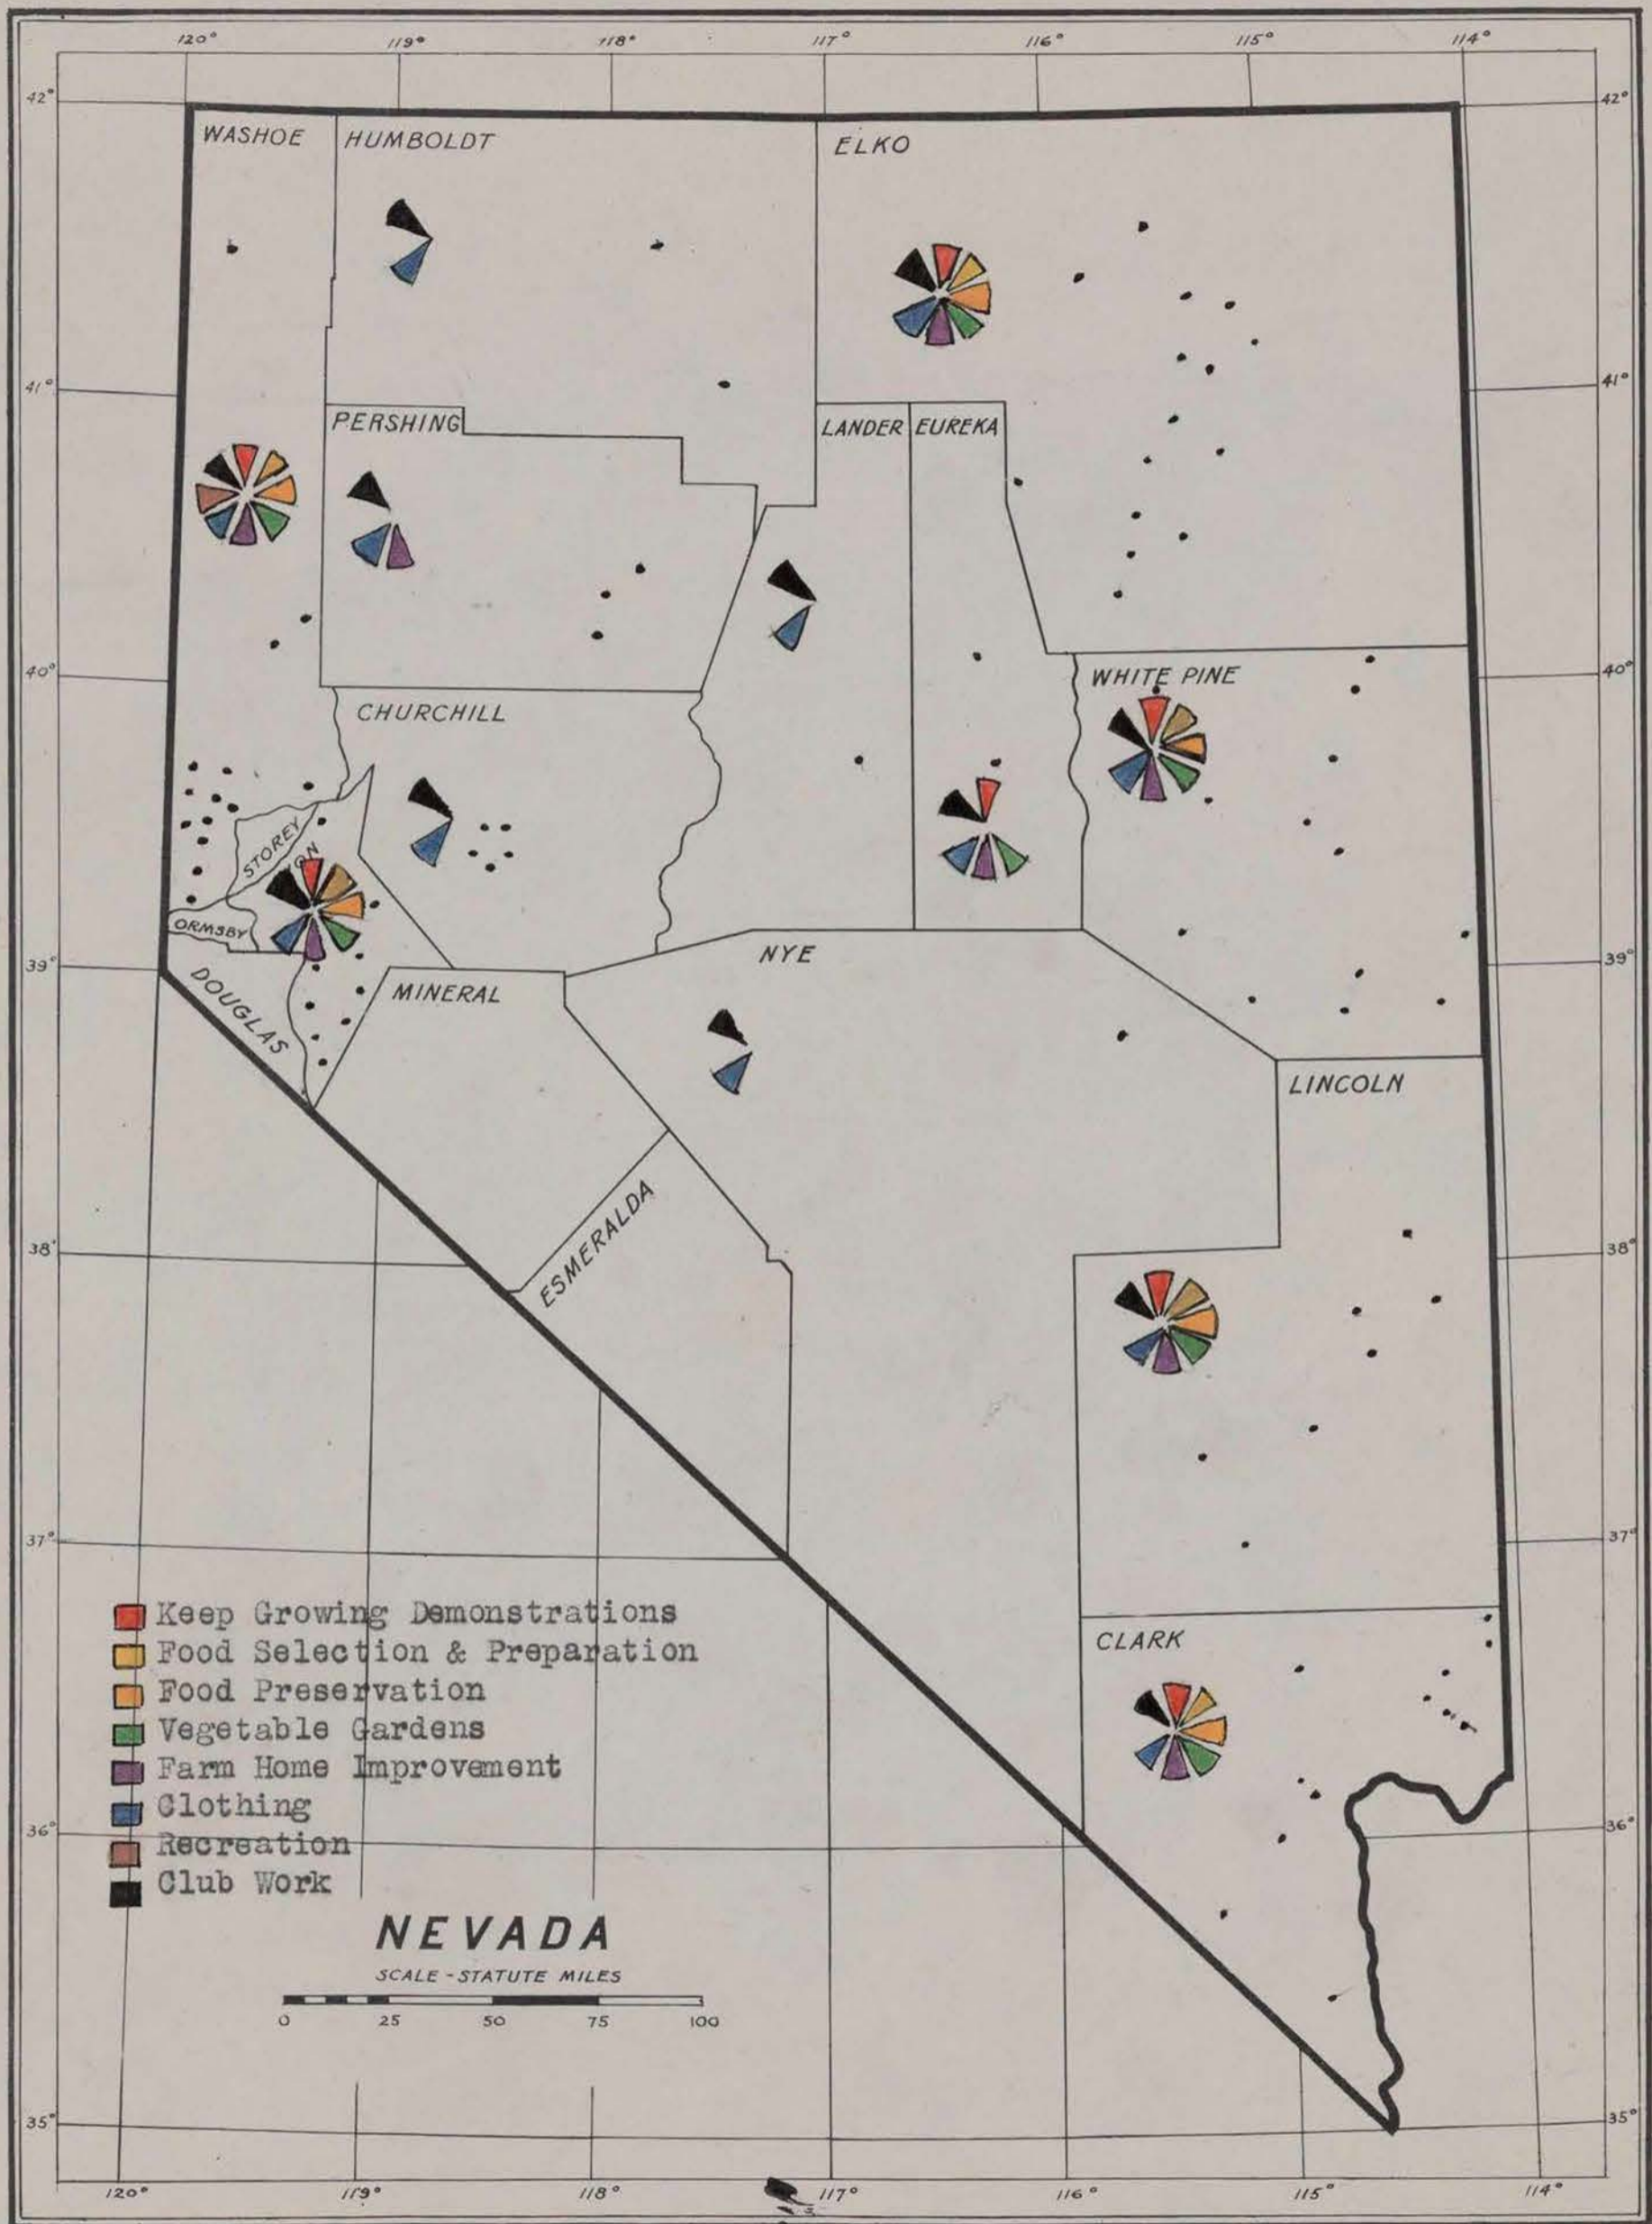 120° 119° 118° 117° 116° 115° 114°
42° 42°
WASHOE HUMBOLDT ELKO
41° 41°
PERSHING LANDER EUREKA
40° 40°
WHITE PINE
CHURCHILL
STOREY
ON
ORMSBY
39° 39°
NYE
DOUGLAS
MINERAL
LINCOLN
38° 38°
ESMERALDA
37° 37°
Keep Growing Demonstrations
Food Selection & Preparation
CLARK
Food Preservation
Vegetable Gardens
Farm Home Improvement
Clothing
36° 36°
Recreation
Club Work
NEVADA
SCALE - STATUTE MILES
0 25 50 75 100
35° 35°
120° 119° 118° 117° 116° 115° 114°